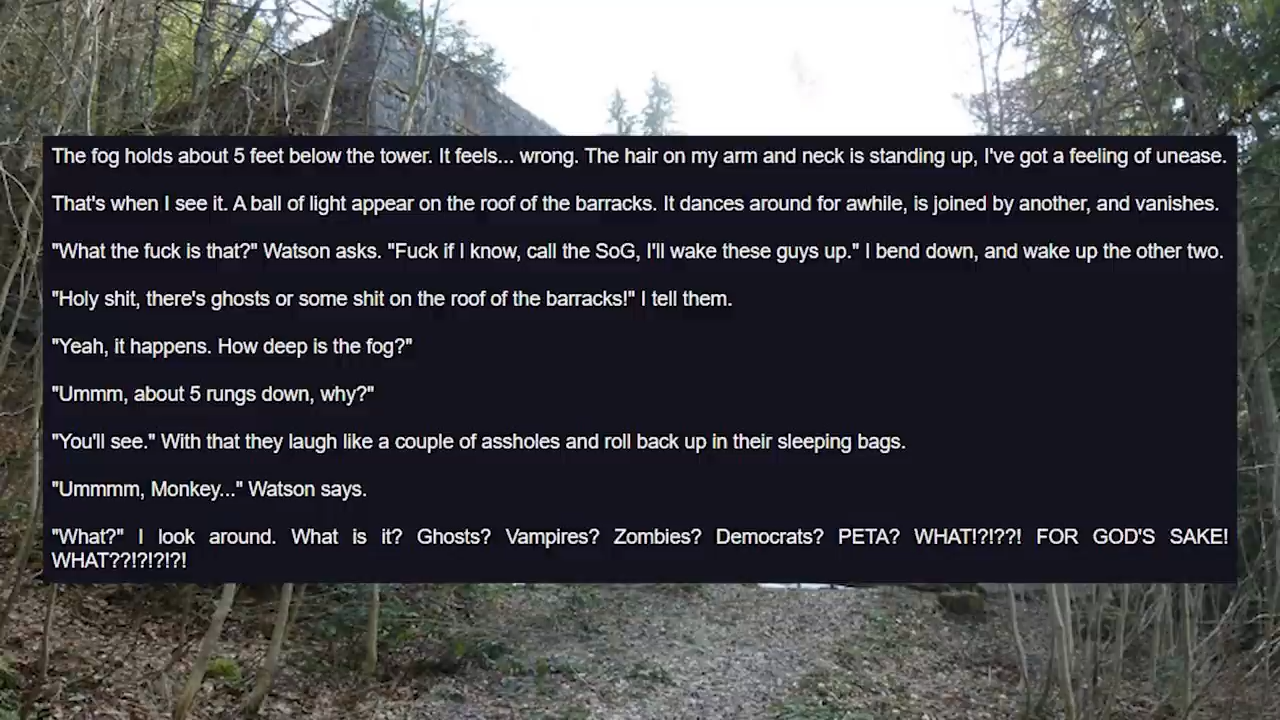 The fog holds about 5 feet below the tower. It feels... wrong. The hair on my arm and neck is standing up, I've got a feeling of unease.
That's when I see it. A ball of light appear on the roof of the barracks. It dances around for awhile, is joined by another, and vanishes.
"What the fuck is that?" Watson asks. "Fuck if I know, call the SoG, I'll wake these guys up." I bend down, and wake up the other two.
"Holy shit, there's ghosts or some shit on the roof of the barracks!" I tell them.
"Yeah, it happens. How deep is the fog?"
"Ummm, about 5 rungs down, why?"
"You'll see." With that they laugh like a couple of assholes and roll back up in their sleeping bags.
"Ummmm, Monkey..." Watson says.
"What?" I look around. What is it? Ghosts? Vampires? Zombies? Democrats? PETA? WHAT!?!??! FOR GOD'S SAKE!
WHAT??!?!?!?!